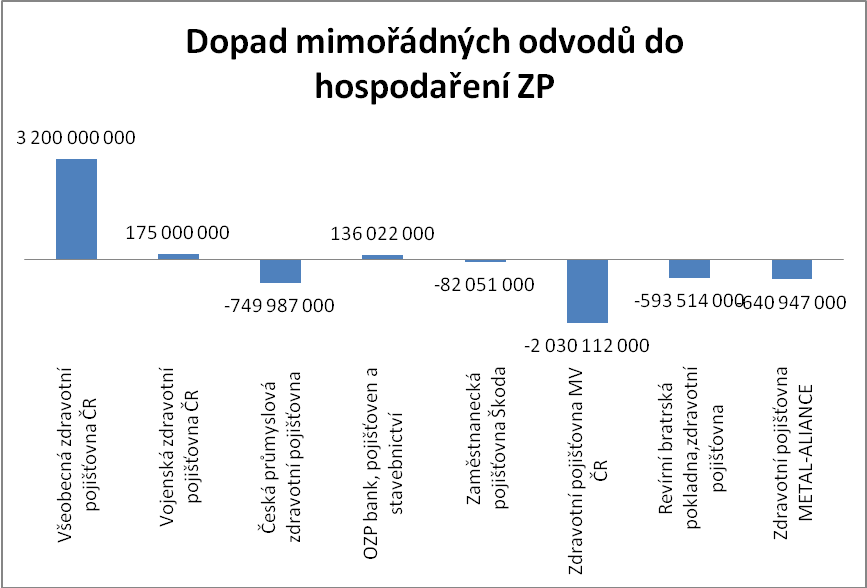 Dopad mimořádných odvodů do
hospodaření ZP
3 200 000 000
175 000 000
-749 987 000
136 022 000
-82 051 000
-2 030 112 000
-593 514 000
-640 947 000
Všeobecná zdravotní
pojišťovna ČR
Vojenská zdravotní
pojišťovna ČR
Česká průmyslová
zdravotní pojišťovna
OZP bank, pojišťoven a
stavebnictví
Zaměstnanecká
pojišťovna Škoda
Zdravotní pojišťovna MV
ČR
Revírní bratrská
pokladna,zdravotní
pojišťovna
Zdravotní pojišťovna
METAL-ALIANCE